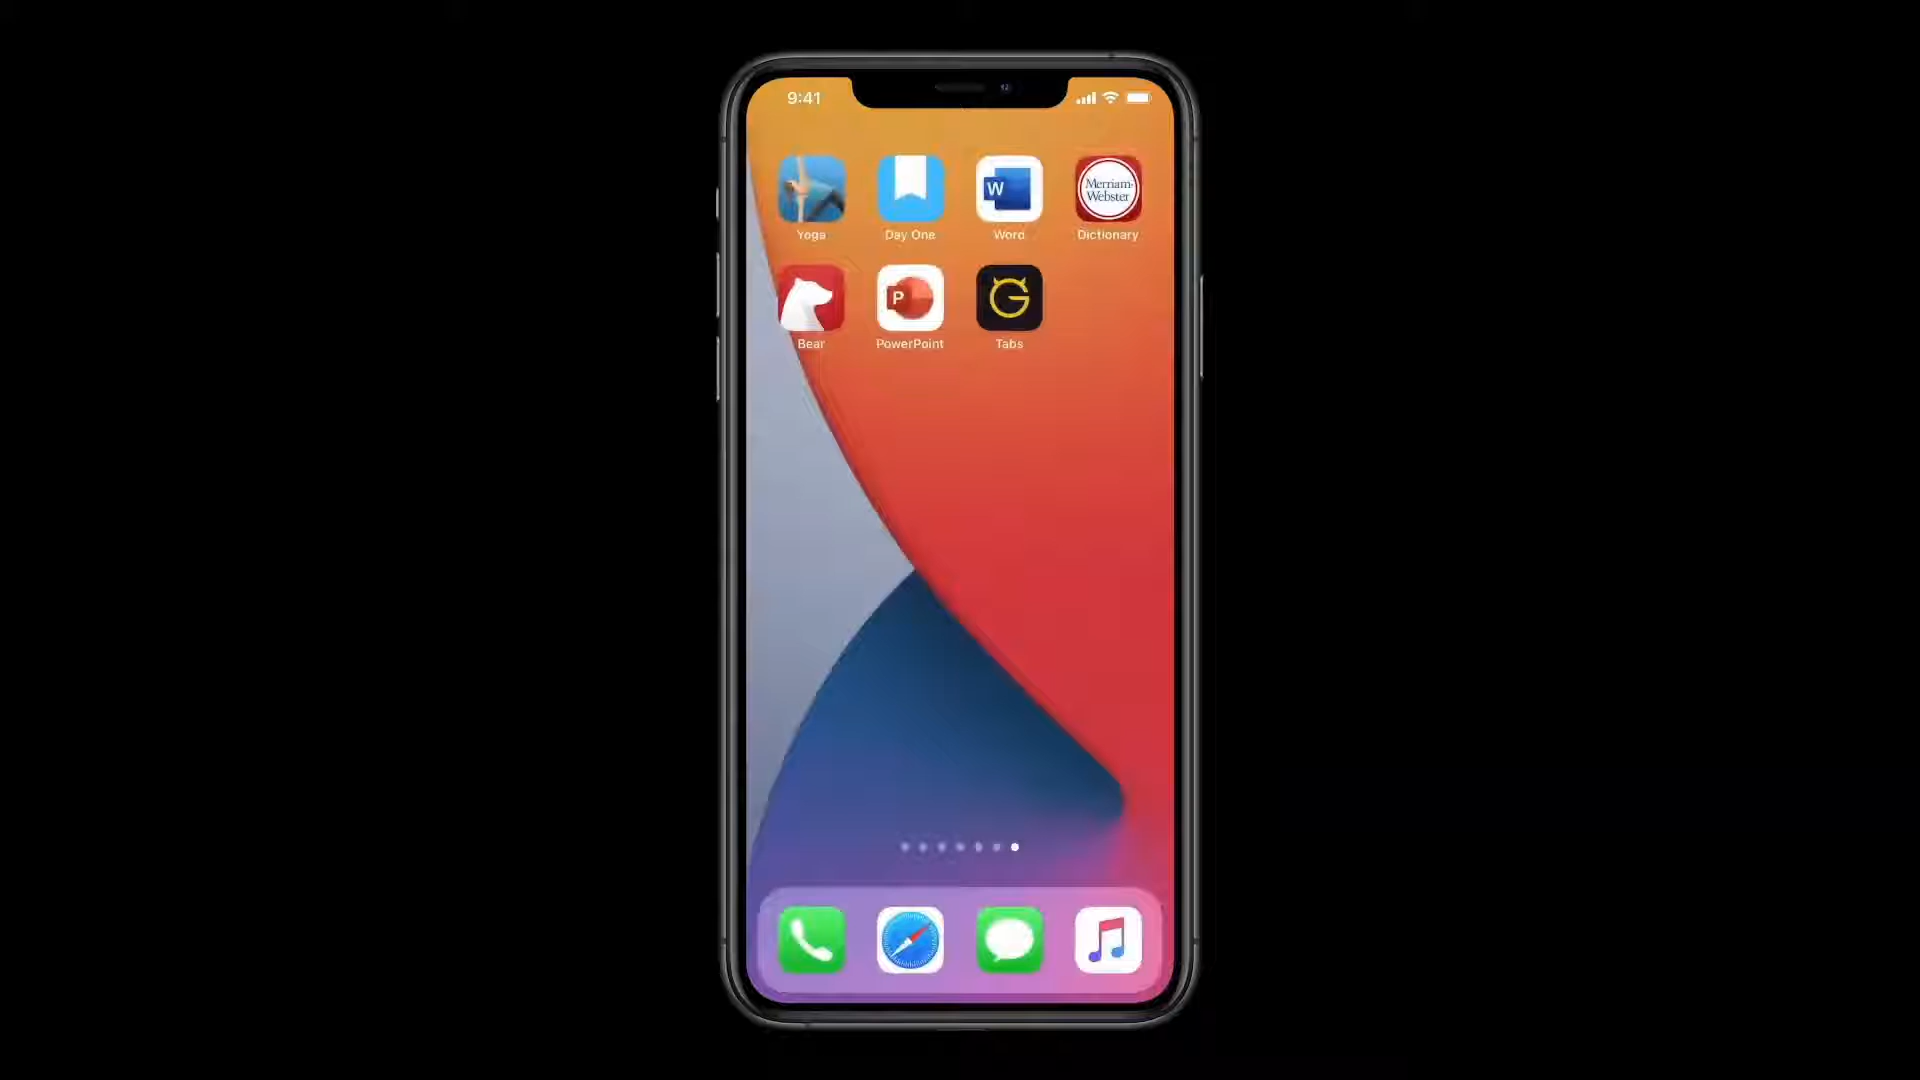 9:41
Merriam-
Webster
W
Yoga
Day One
Word
Dictionary
P
G
Bear
PowerPoint
Tabs